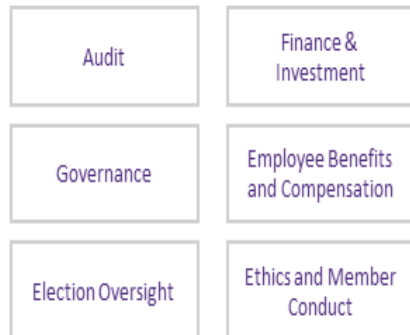 Audit
Finance &
Investment
Governance
Employee Benefits
and Compensation
Election Oversight
Ethics and Member
Conduct